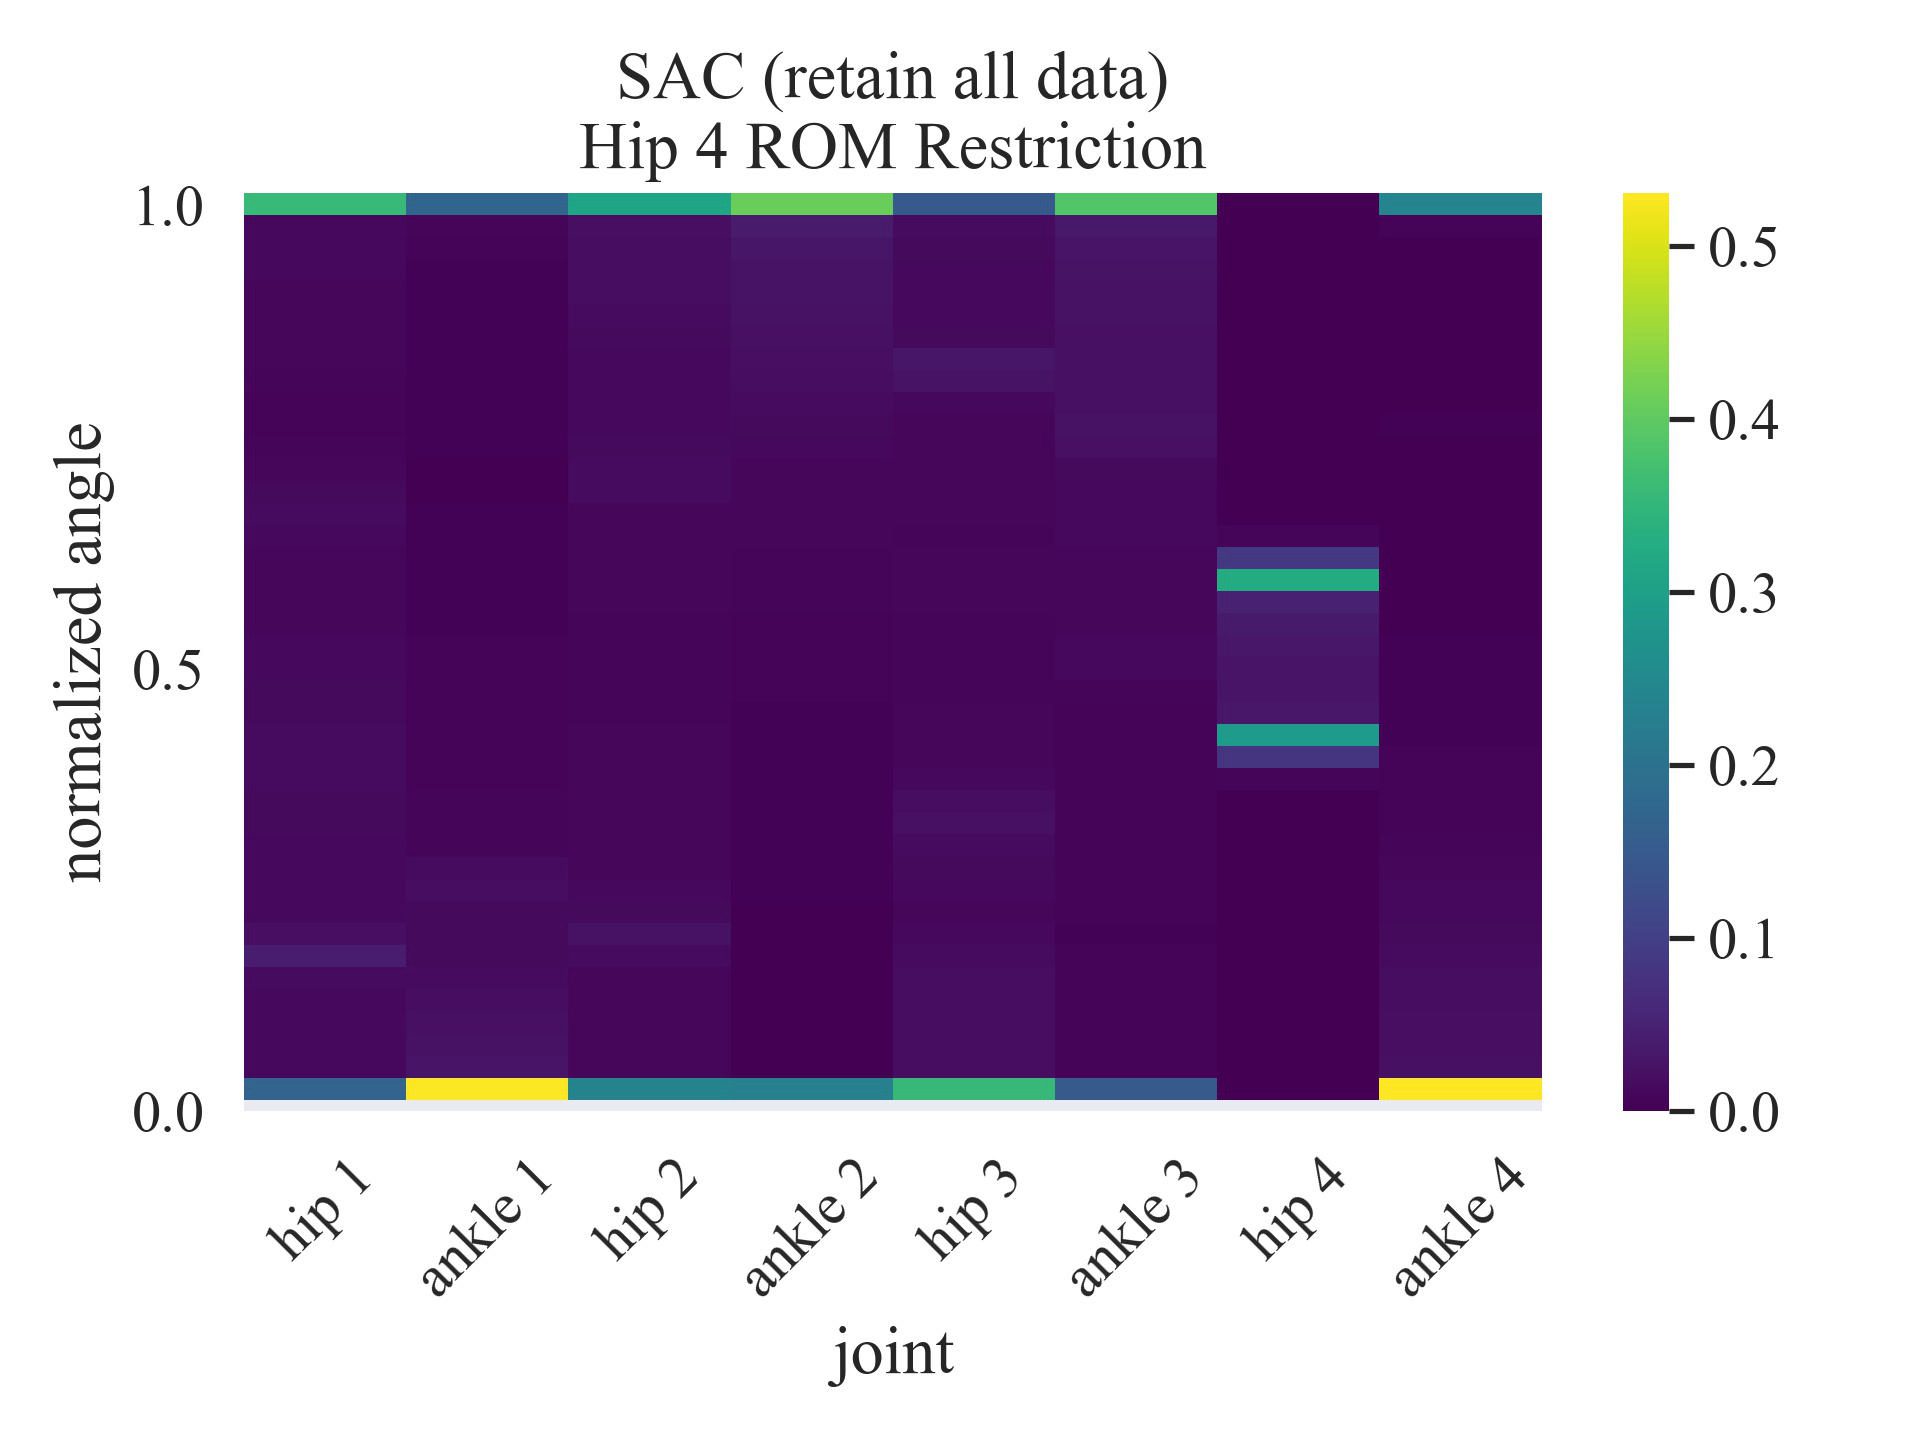 SAC (retain all data)
Hip 4 ROM Restriction
1.0
0.5
0.0
normalized angle
hip 1
ankle 1
hip 2
ankle 2
hip 3
ankle 3
hip 4
ankle 4
joint
0.5
0.4
0.3
0.2
0.1
0.0